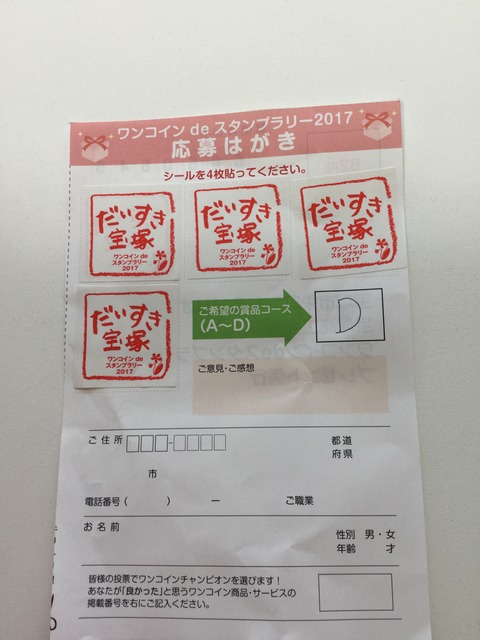 ワンコイン de スタンプラリー2017
応募はがき
シールを4枚貼ってください。
だいすき
宝塚
ワンコイン de
スタンプラリー
2017
だいすき
宝塚
ワンコイン de
スタンプラリー
2017
だいすき
宝塚
ワンコイン de
スタンプラリー
2017
だいすき
宝塚
ワンコイン de
スタンプラリー
2017
ご希望の賞品コース
(A〜D)
D
ご意見・ご感想
ご住所 -
都道
府県
市
電話番号( ) ー ご職業
お名前
性別 男・女
年齢 才
皆様の投票でワンコインチャンピオンを選びます!
あなたが「良かった」と思うワンコイン商品・サービスの
掲載番号を右にご記入ください。